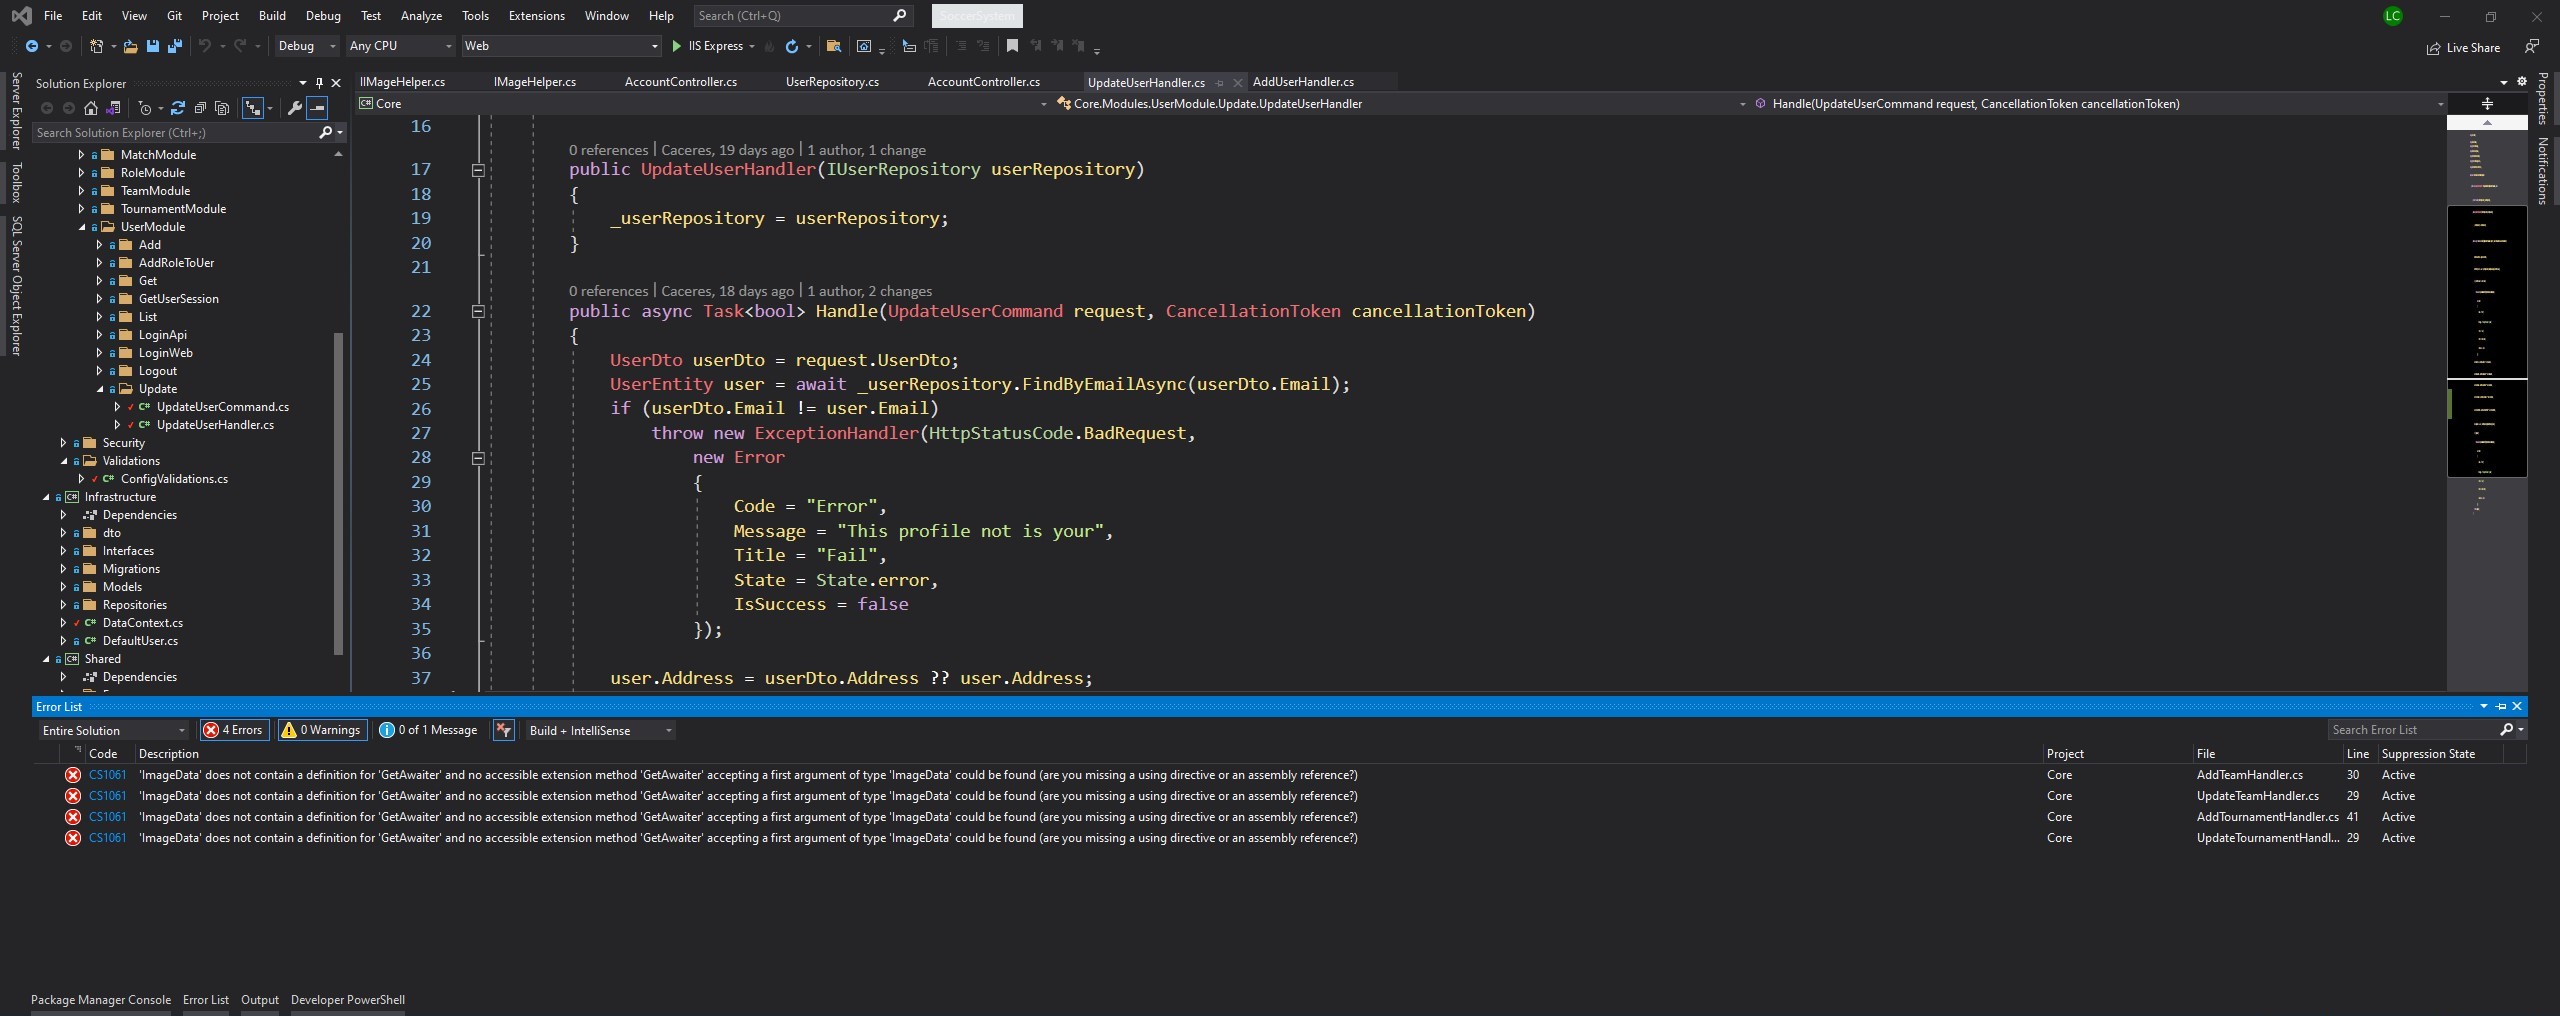 File Edit View Git Project Build Debug Test Analyze Tools Extensions Window Help Search (Ctrl+Q) SoccerSystem LC
Debug Any CPU Web IIS Express Live Share
Server Explorer
Toolbox
SQL Server Object Explorer
Solution Explorer
Search Solution Explorer (Ctrl+;)
MatchModule
RoleModule
TeamModule
TournamentModule
UserModule
Add
AddRoleToUer
Get
GetUserSession
List
LoginApi
LoginWeb
Logout
Update
C# UpdateUserCommand.cs
C# UpdateUserHandler.cs
Security
Validations
C# ConfigValidations.cs
C# Infrastructure
Dependencies
dto
Interfaces
Migrations
Models
Repositories
C# DataContext.cs
C# DefaultUser.cs
C# Shared
Dependencies
IIMageHelper.cs IMageHelper.cs AccountController.cs UserRepository.cs AccountController.cs UpdateUserHandler.cs AddUserHandler.cs
C# Core Core.Modules.UserModule.Update.UpdateUserHandler Handle(UpdateUserCommand request, CancellationToken cancellationToken)
16
0 references | Caceres, 19 days ago | 1 author, 1 change
17 public UpdateUserHandler(IUserRepository userRepository)
18 {
19 _userRepository = userRepository;
20 }
21
0 references | Caceres, 18 days ago | 1 author, 2 changes
22 public async Task<bool> Handle(UpdateUserCommand request, CancellationToken cancellationToken)
23 {
24 UserDto userDto = request.UserDto;
25 UserEntity user = await _userRepository.FindByEmailAsync(userDto.Email);
26 if (userDto.Email != user.Email)
27 throw new ExceptionHandler(HttpStatusCode.BadRequest,
28 new Error
29 {
30 Code = "Error",
31 Message = "This profile not is your",
32 Title = "Fail",
33 State = State.error,
34 IsSuccess = false
35 });
36
37 user.Address = userDto.Address ?? user.Address;
Properties
Notifications
Error List
Entire Solution 4 Errors 0 Warnings 0 of 1 Message Build + IntelliSense Search Error List
Code Description Project File Line Suppression State
CS1061 'ImageData' does not contain a definition for 'GetAwaiter' and no accessible extension method 'GetAwaiter' accepting a first argument of type 'ImageData' could be found (are you missing a using directive or an assembly reference?) Core AddTeamHandler.cs 30 Active
CS1061 'ImageData' does not contain a definition for 'GetAwaiter' and no accessible extension method 'GetAwaiter' accepting a first argument of type 'ImageData' could be found (are you missing a using directive or an assembly reference?) Core UpdateTeamHandler.cs 29 Active
CS1061 'ImageData' does not contain a definition for 'GetAwaiter' and no accessible extension method 'GetAwaiter' accepting a first argument of type 'ImageData' could be found (are you missing a using directive or an assembly reference?) Core AddTournamentHandler.cs 41 Active
CS1061 'ImageData' does not contain a definition for 'GetAwaiter' and no accessible extension method 'GetAwaiter' accepting a first argument of type 'ImageData' could be found (are you missing a using directive or an assembly reference?) Core UpdateTournamentHandl... 29 Active
Package Manager Console Error List Output Developer PowerShell